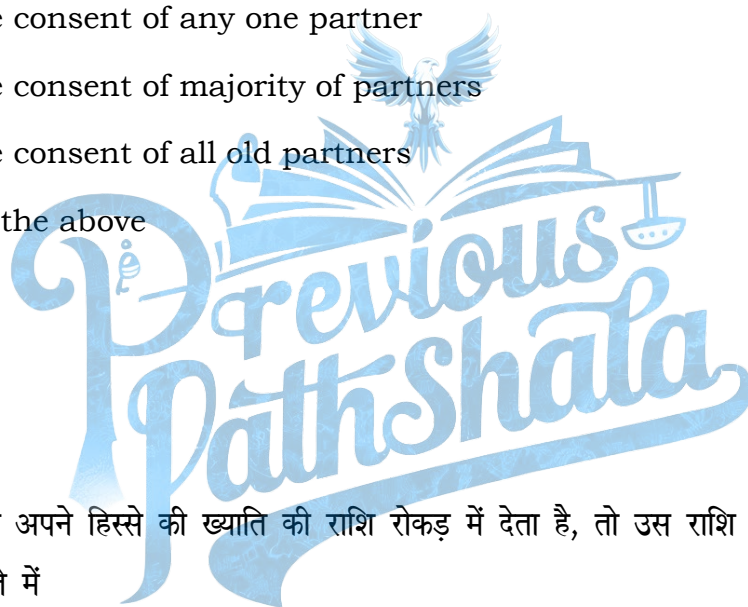 e consent of any one partner
e consent of majority of partners
e consent of all old partners
the above
Previous
PathShala
अपने हिस्से की ख्याति की राशि रोकड़ में देता है, तो उस राशि
में